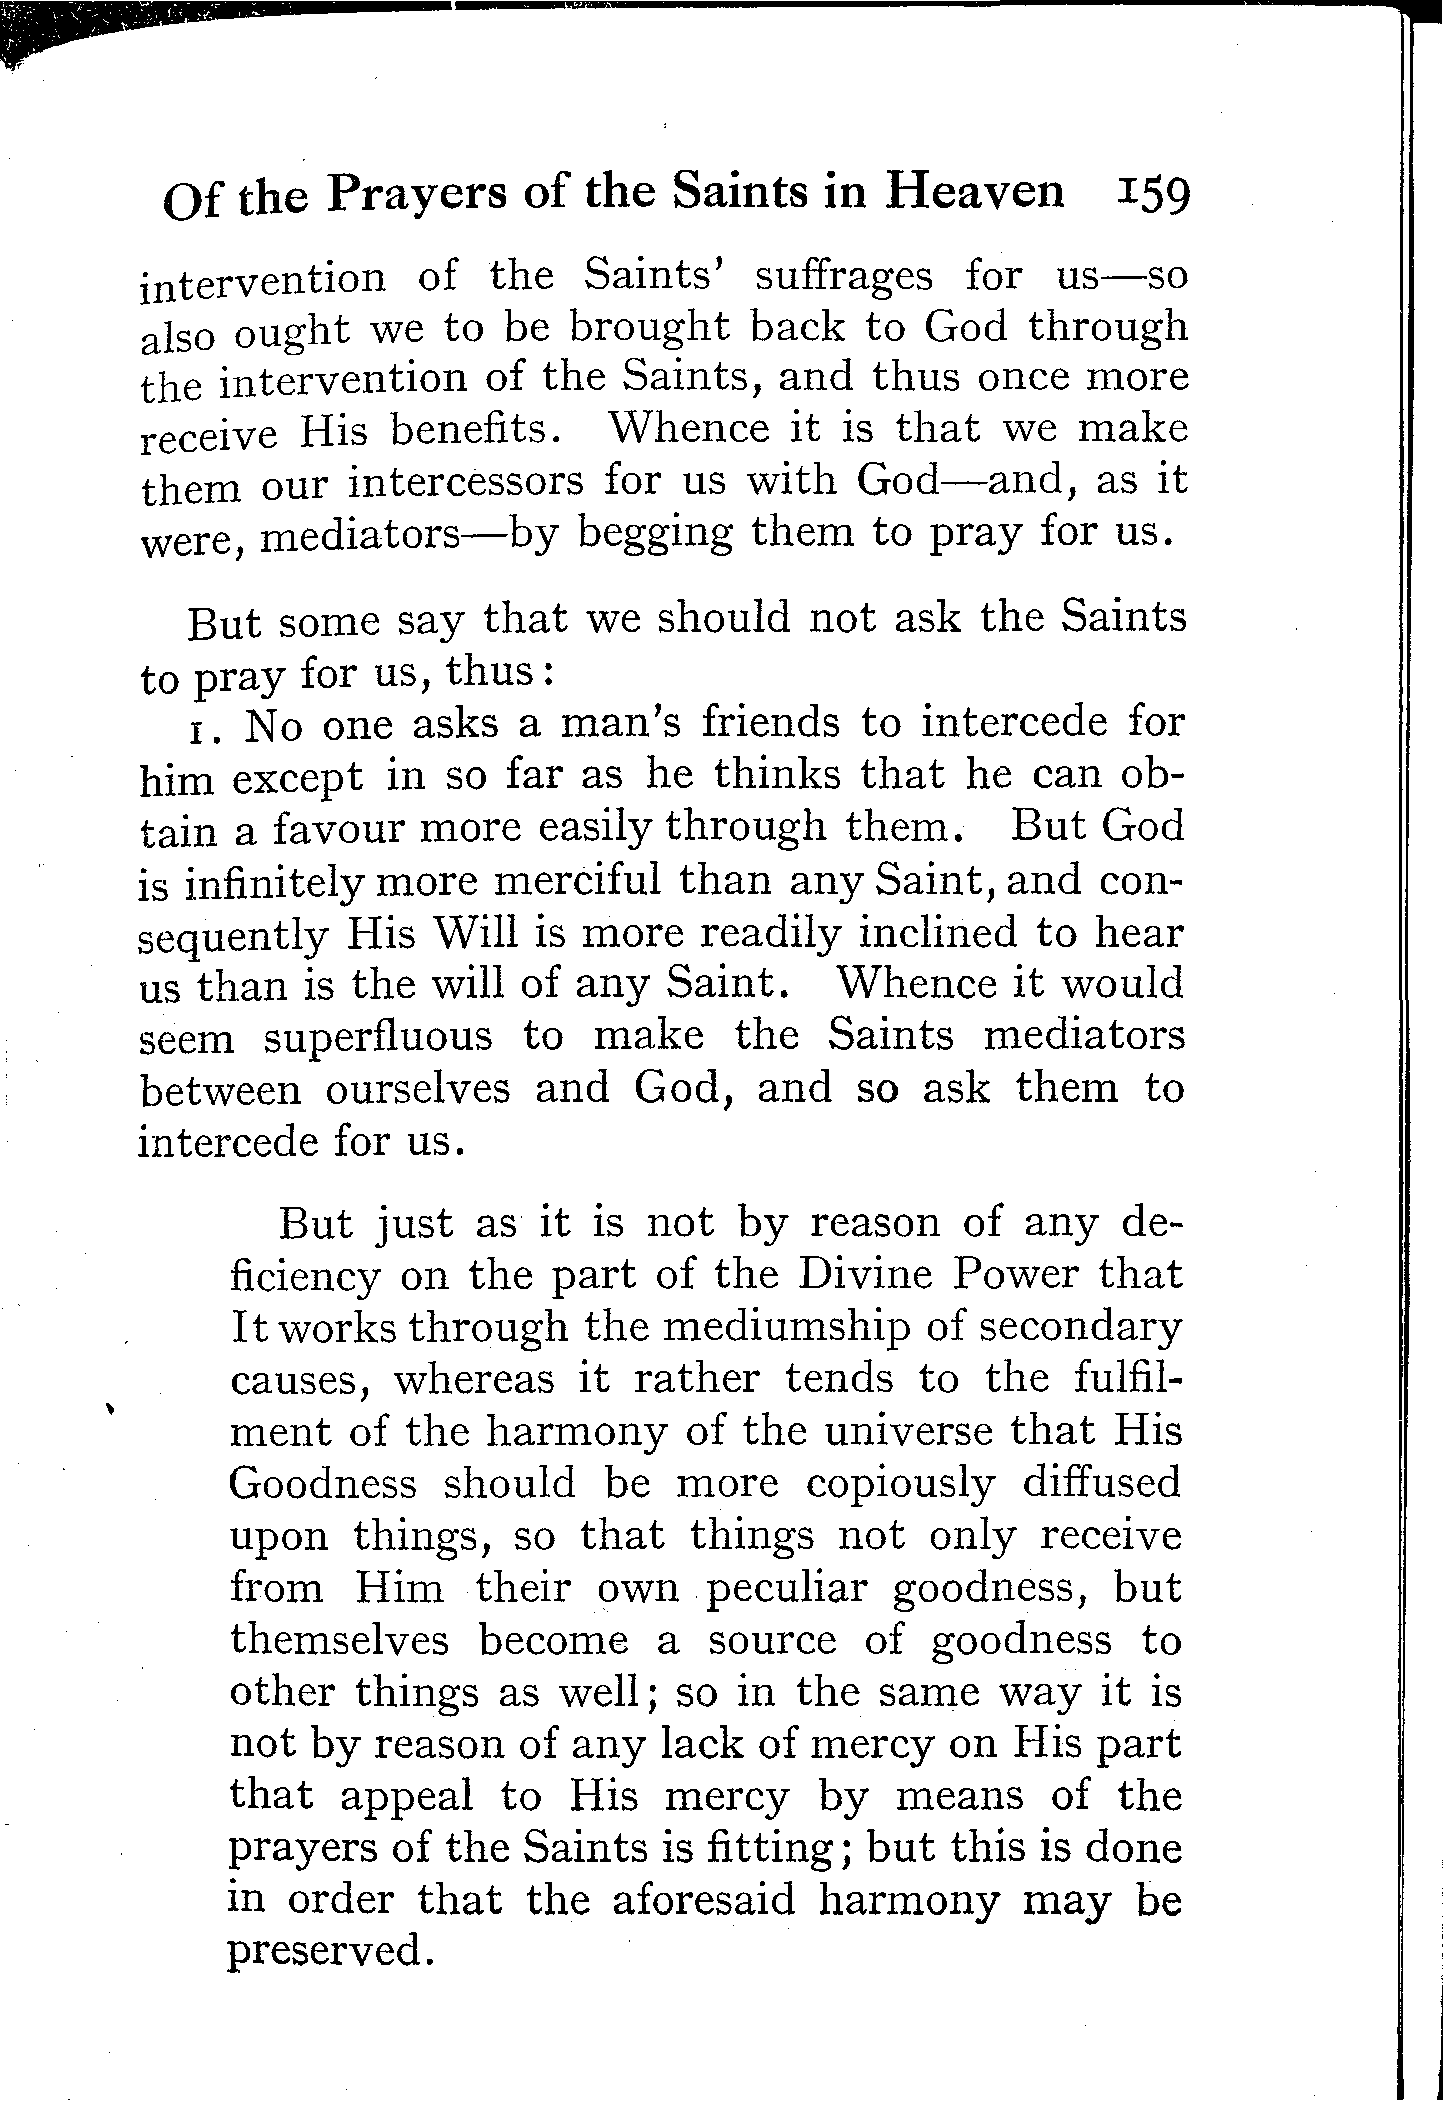 Of the Prayers of the Saints in Heaven 159
intervention of the Saints' suffrages for us—so
also ought we to be brought back to God through
the intervention of the Saints, and thus once more
receive His benefits. Whence it is that we make
them our intercessors for us with God—and, as it
were, mediators—by begging them to pray for us.
But some say that we should not ask the Saints
to pray for us, thus:
1. No one asks a man's friends to intercede for
him except in so far as he thinks that he can ob-
tain a favour more easily through them. But God
is infinitely more merciful than any Saint, and con-
sequently His Will is more readily inclined to hear
us than is the will of any Saint. Whence it would
seem superfluous to make the Saints mediators
between ourselves and God, and so ask them to
intercede for us.
But just as it is not by reason of any de-
ficiency on the part of the Divine Power that
It works through the mediumship of secondary
causes, whereas it rather tends to the fulfil-
ment of the harmony of the universe that His
Goodness should be more copiously diffused
upon things, so that things not only receive
from Him their own peculiar goodness, but
themselves become a source of goodness to
other things as well; so in the same way it is
not by reason of any lack of mercy on His part
that appeal to His mercy by means of the
prayers of the Saints is fitting; but this is done
in order that the aforesaid harmony may be
preserved.